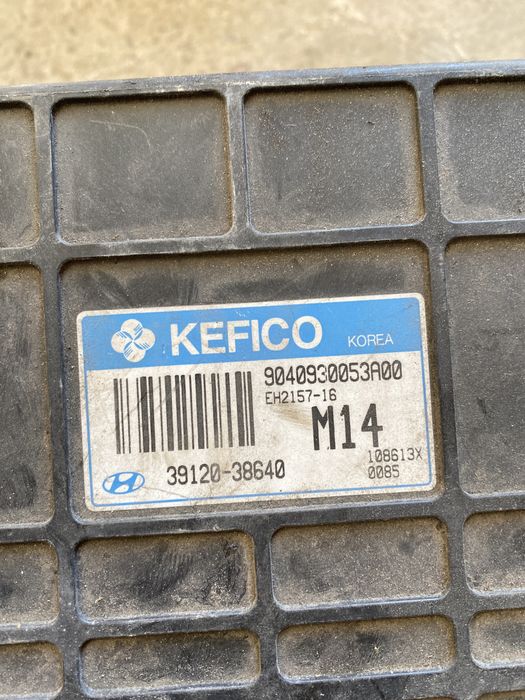 KEFICO KOREA
9040930053A00
EH2157-16
M14
39120-38640
108613X
0085